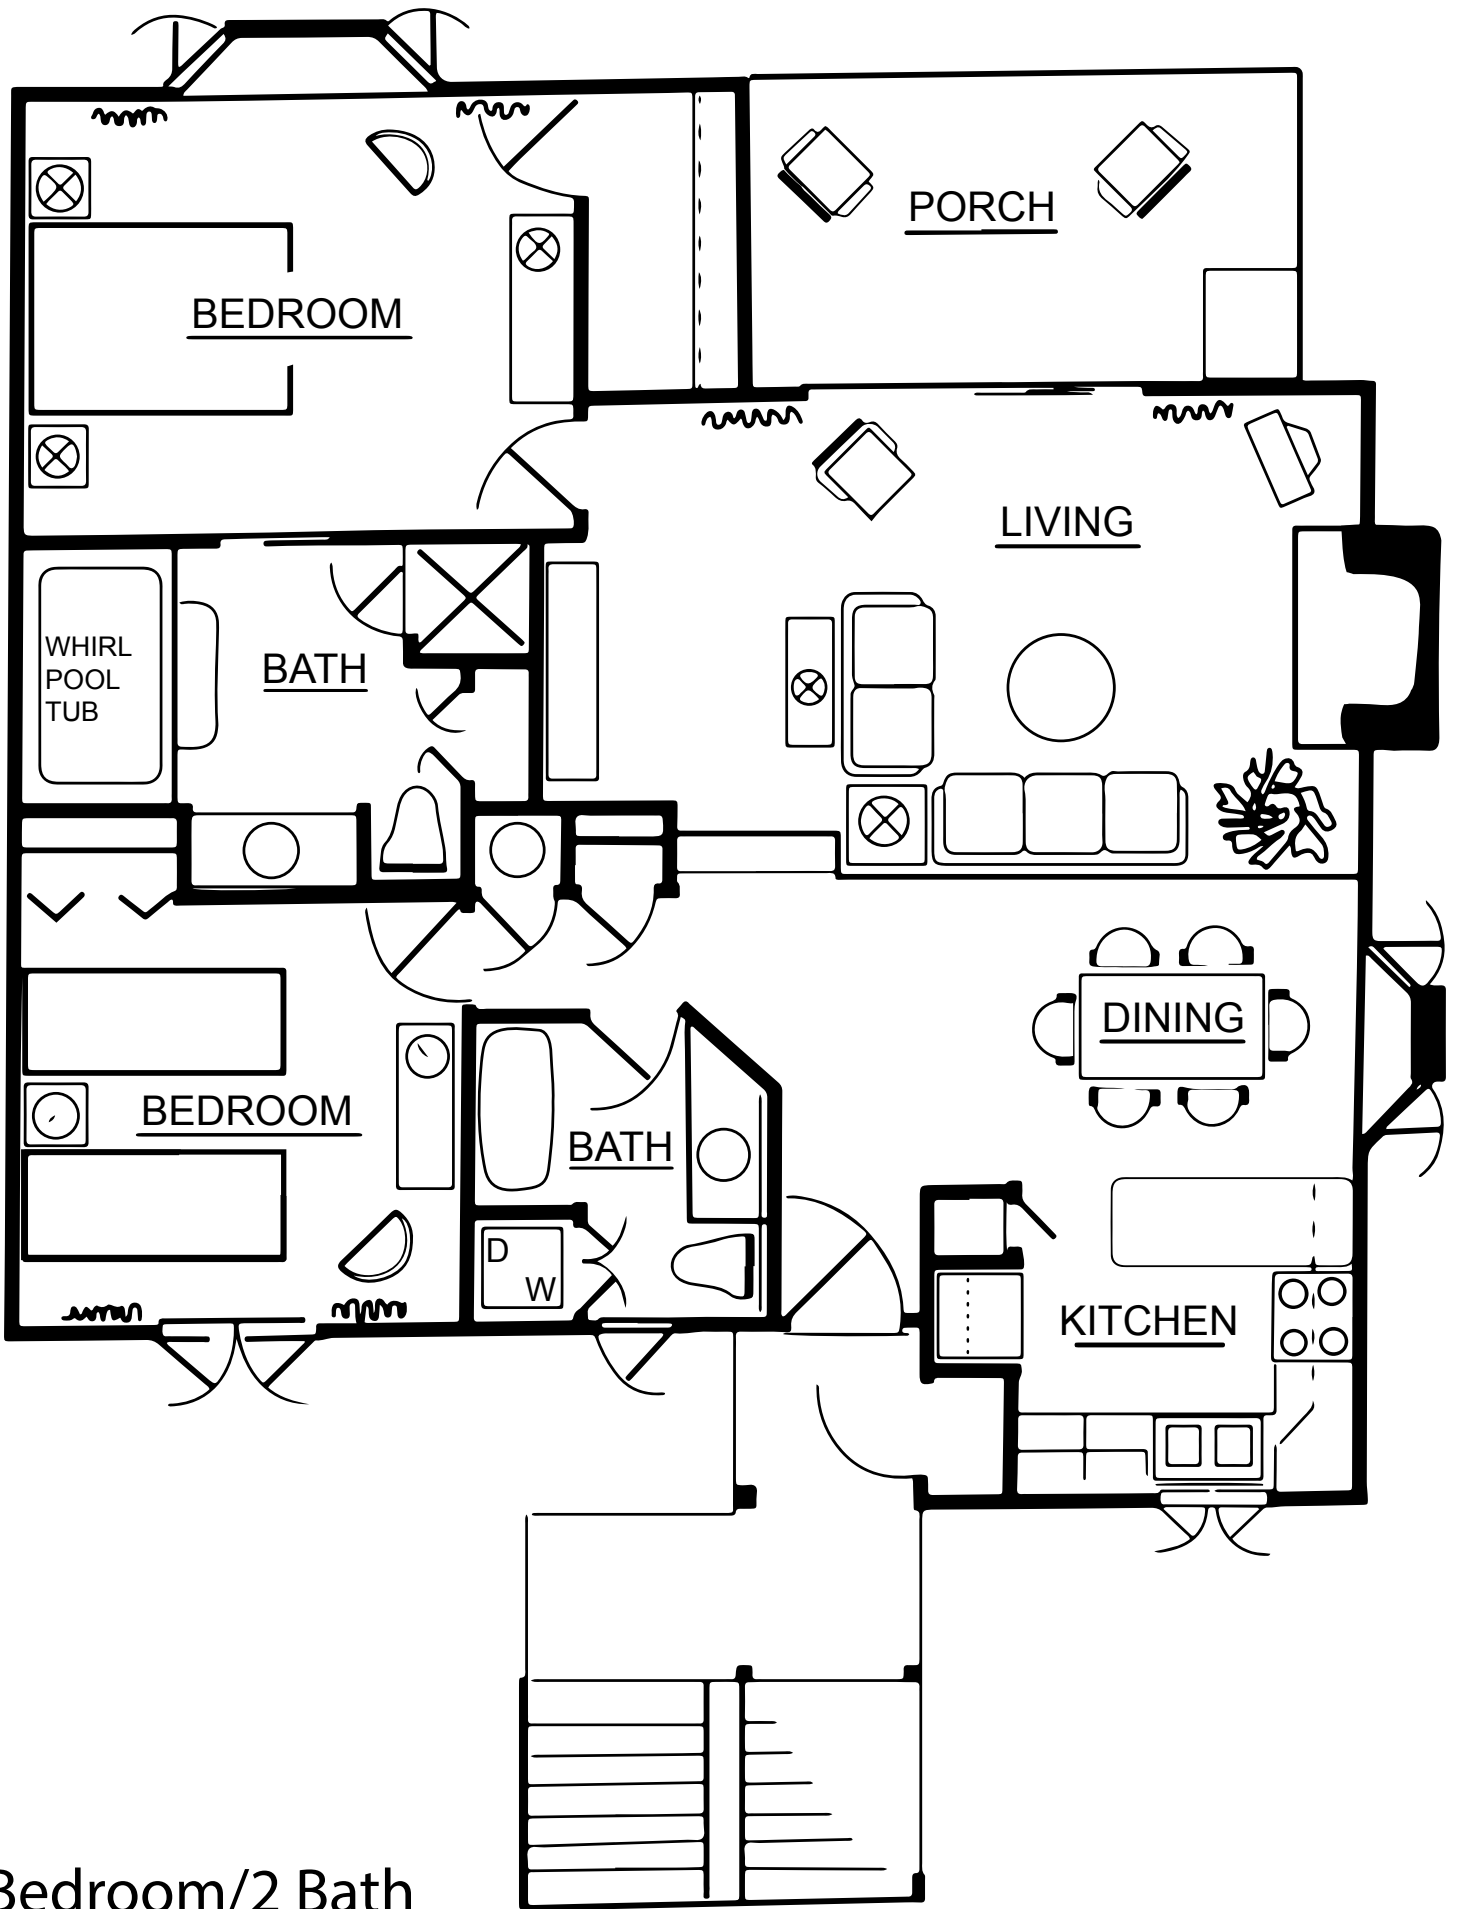 PORCH
BEDROOM
LIVING
WHIRL
POOL
TUB
BATH
DINING
BEDROOM
BATH
D
W
KITCHEN
Bedroom/2 Bath